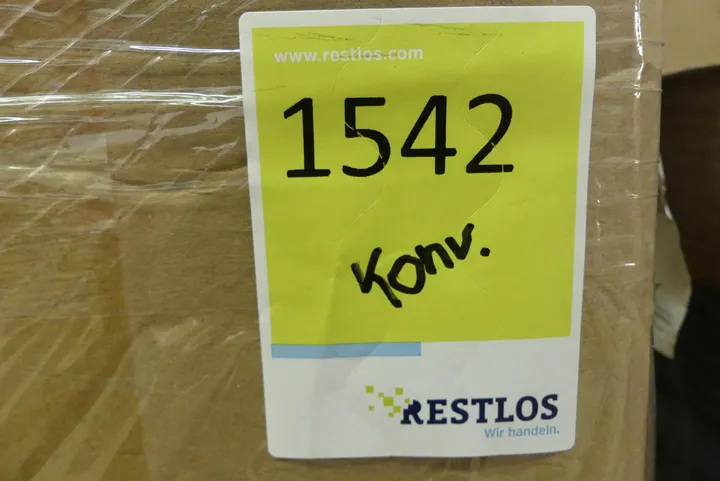 www.restlos.com
1542
Konv.
RESTLOS
Wir handeln.